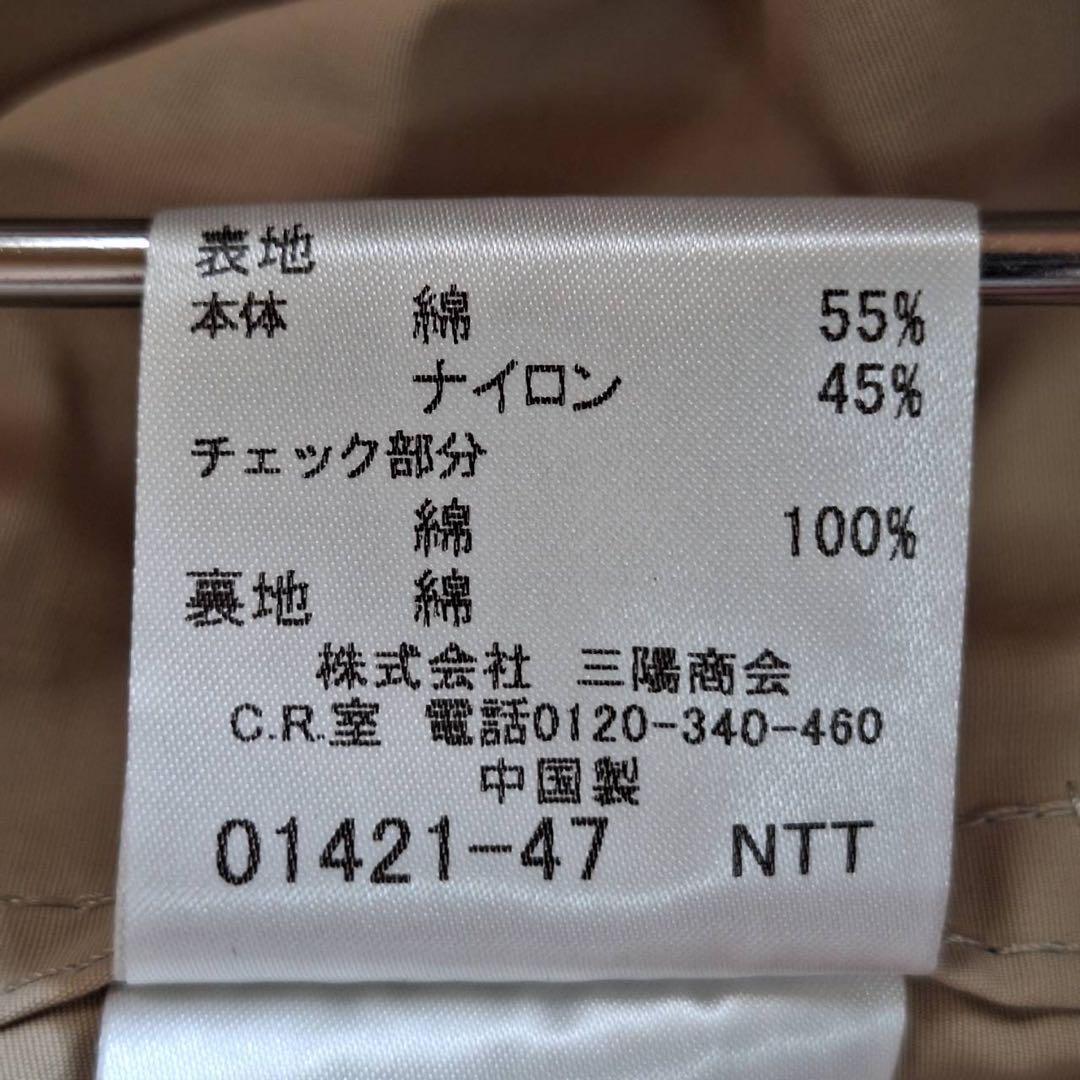 表地
本体 綿 55%
ナイロン 45%
チェック部分
綿 100%
裏地 綿
株式会社 三陽商会
C.R.室 電話0120-340-460
中国製
01421-47 NTT